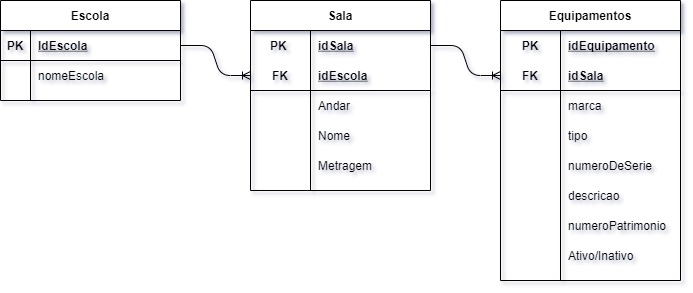 Escola
PK IdEscola
nomeEscola
Sala
PK idSala
FK idEscola
Andar
Nome
Metragem
Equipamentos
PK idEquipamento
FK idSala
marca
tipo
numeroDeSerie
descricao
numeroPatrimonio
Ativo/Inativo